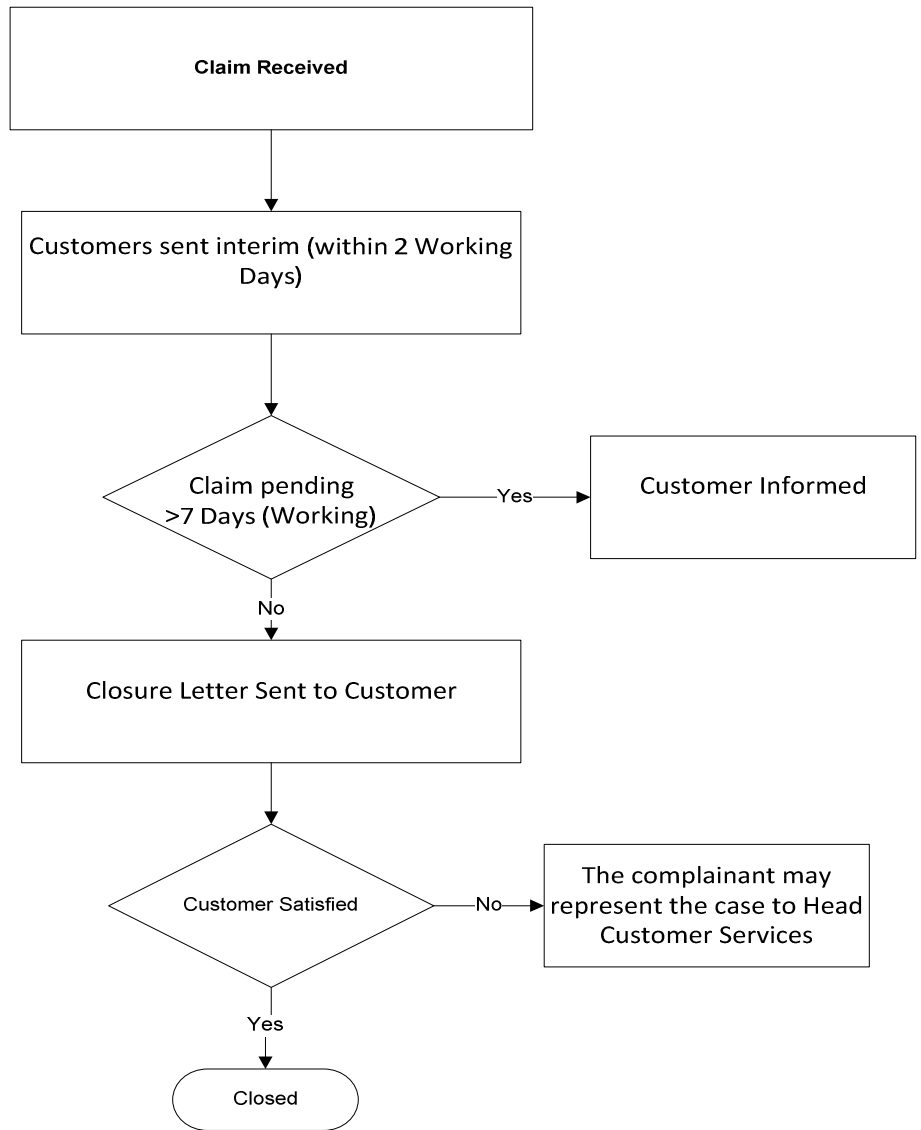 Claim Received
Customers sent interim (within 2 Working
Days)
Claim pending
>7 Days (Working)
Yes
Customer Informed
No
Closure Letter Sent to Customer
Customer Satisfied
No
The complainant may
represent the case to Head
Customer Services
Yes
Closed